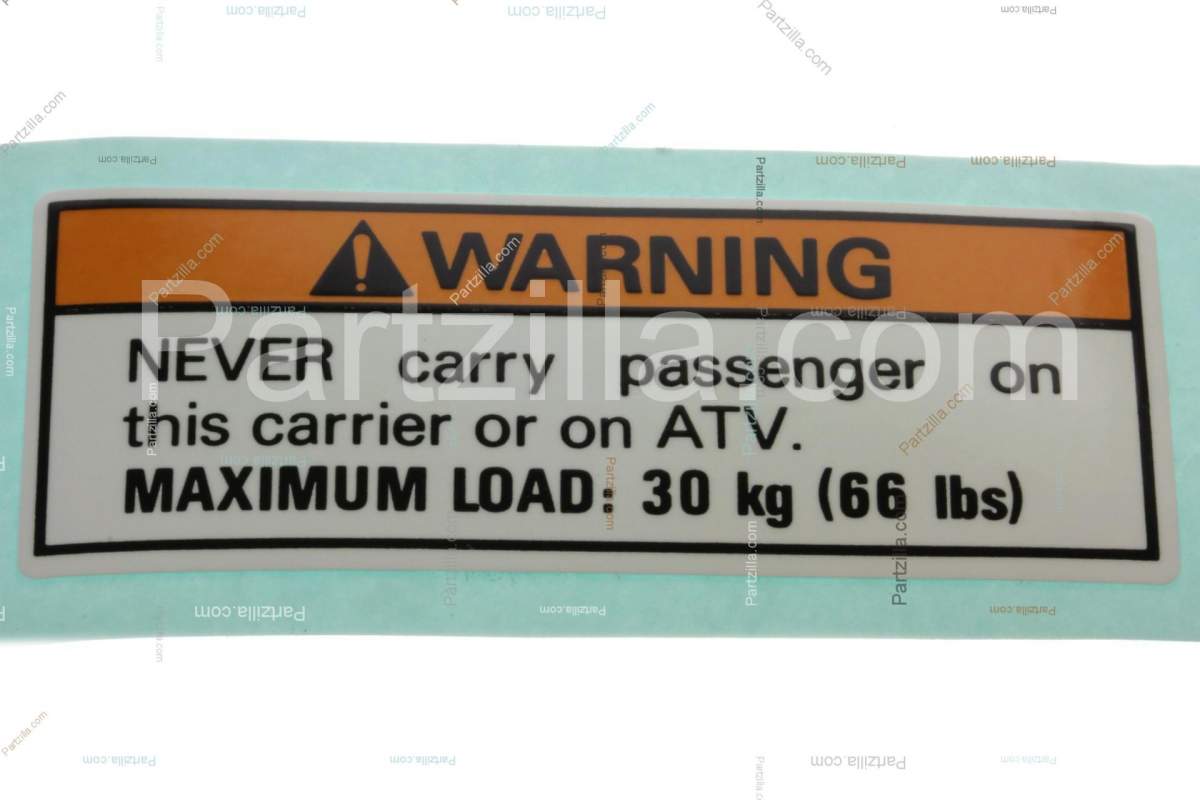 WARNING
NEVER carry passenger on
this carrier or on ATV.
MAXIMUM LOAD: 30 kg (66 lbs)
Partzilla.com